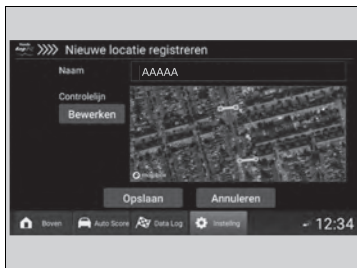 Nieuwe locatie registreren
Naam
AAAAA
Controlelijn
Bewerken
Opslaan
Annuleren
Boven
Auto Score
Data Log
Instelling
12:34